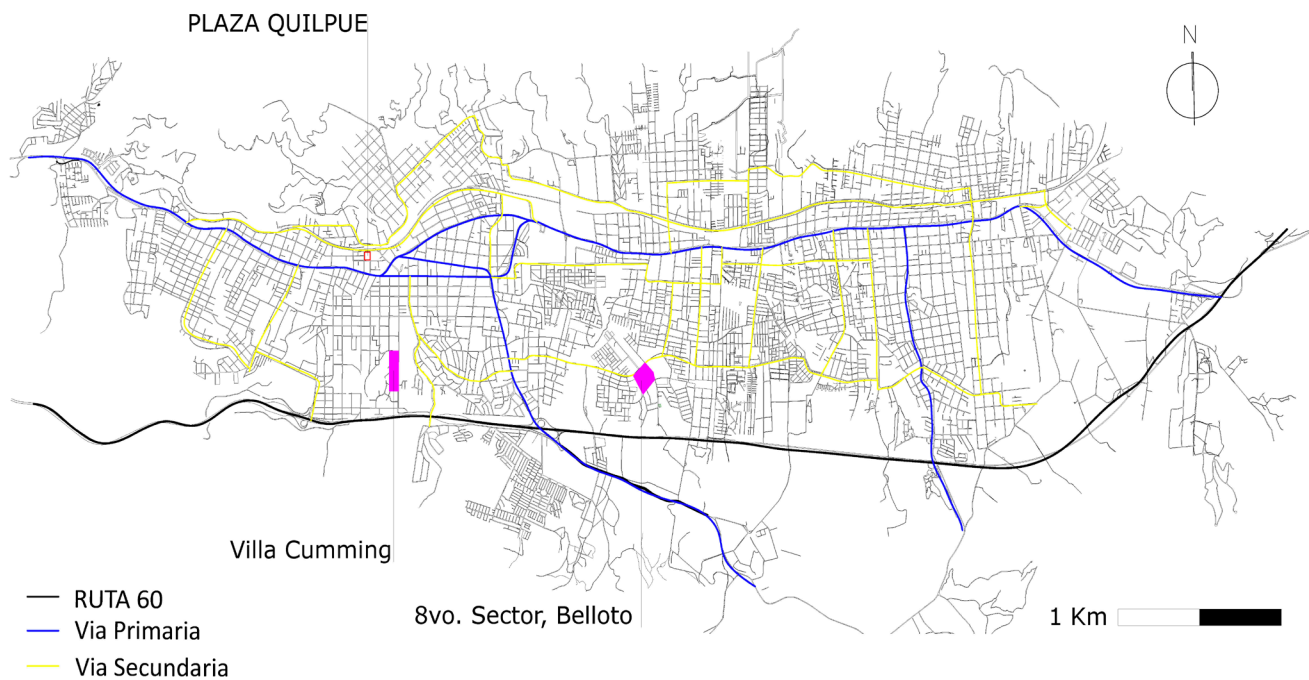 PLAZA QUILPUE
N
Villa Cumming
8vo. Sector, Belloto
RUTA 60
Via Primaria
Via Secundaria
1 Km